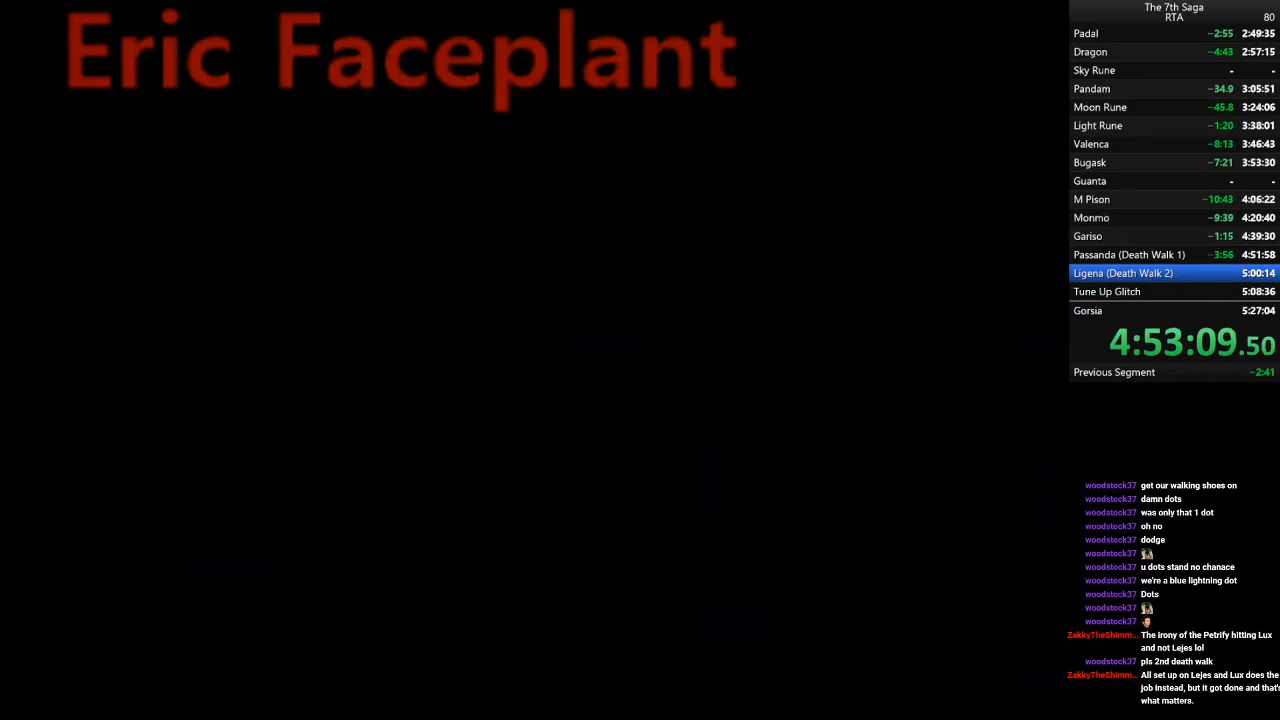 Eric Faceplant
The 7th Saga
RTA 80
Padal -2:55 2:49:35
Dragon -4:43 2:57:15
Sky Rune - -
Pandam -34.9 3:05:51
Moon Rune -45.8 3:24:06
Light Rune -1:20 3:38:01
Valenca -8:13 3:46:43
Bugask -7:21 3:53:30
Guanta - -
M Pison -10:43 4:06:22
Monmo -9:39 4:20:40
Gariso -1:15 4:39:30
Passanda (Death Walk 1) -3:56 4:51:58
Ligena (Death Walk 2) 5:00:14
Tune Up Glitch 5:08:36
Gorsia 5:27:04
4:53:09.50
Previous Segment -2:41
woodstock37 get our walking shoes on
woodstock37 damn dots
woodstock37 was only that 1 dot
woodstock37 oh no
woodstock37 dodge
woodstock37
woodstock37 u dots stand no chanace
woodstock37 we're a blue lightning dot
woodstock37 Dots
woodstock37
woodstock37
ZakkyTheShimm... The irony of the Petrify hitting Lux
and not Lejes lol
woodstock37 pls 2nd death walk
ZakkyTheShimm... All set up on Lejes and Lux does the
job instead, but it got done and that's
what matters.